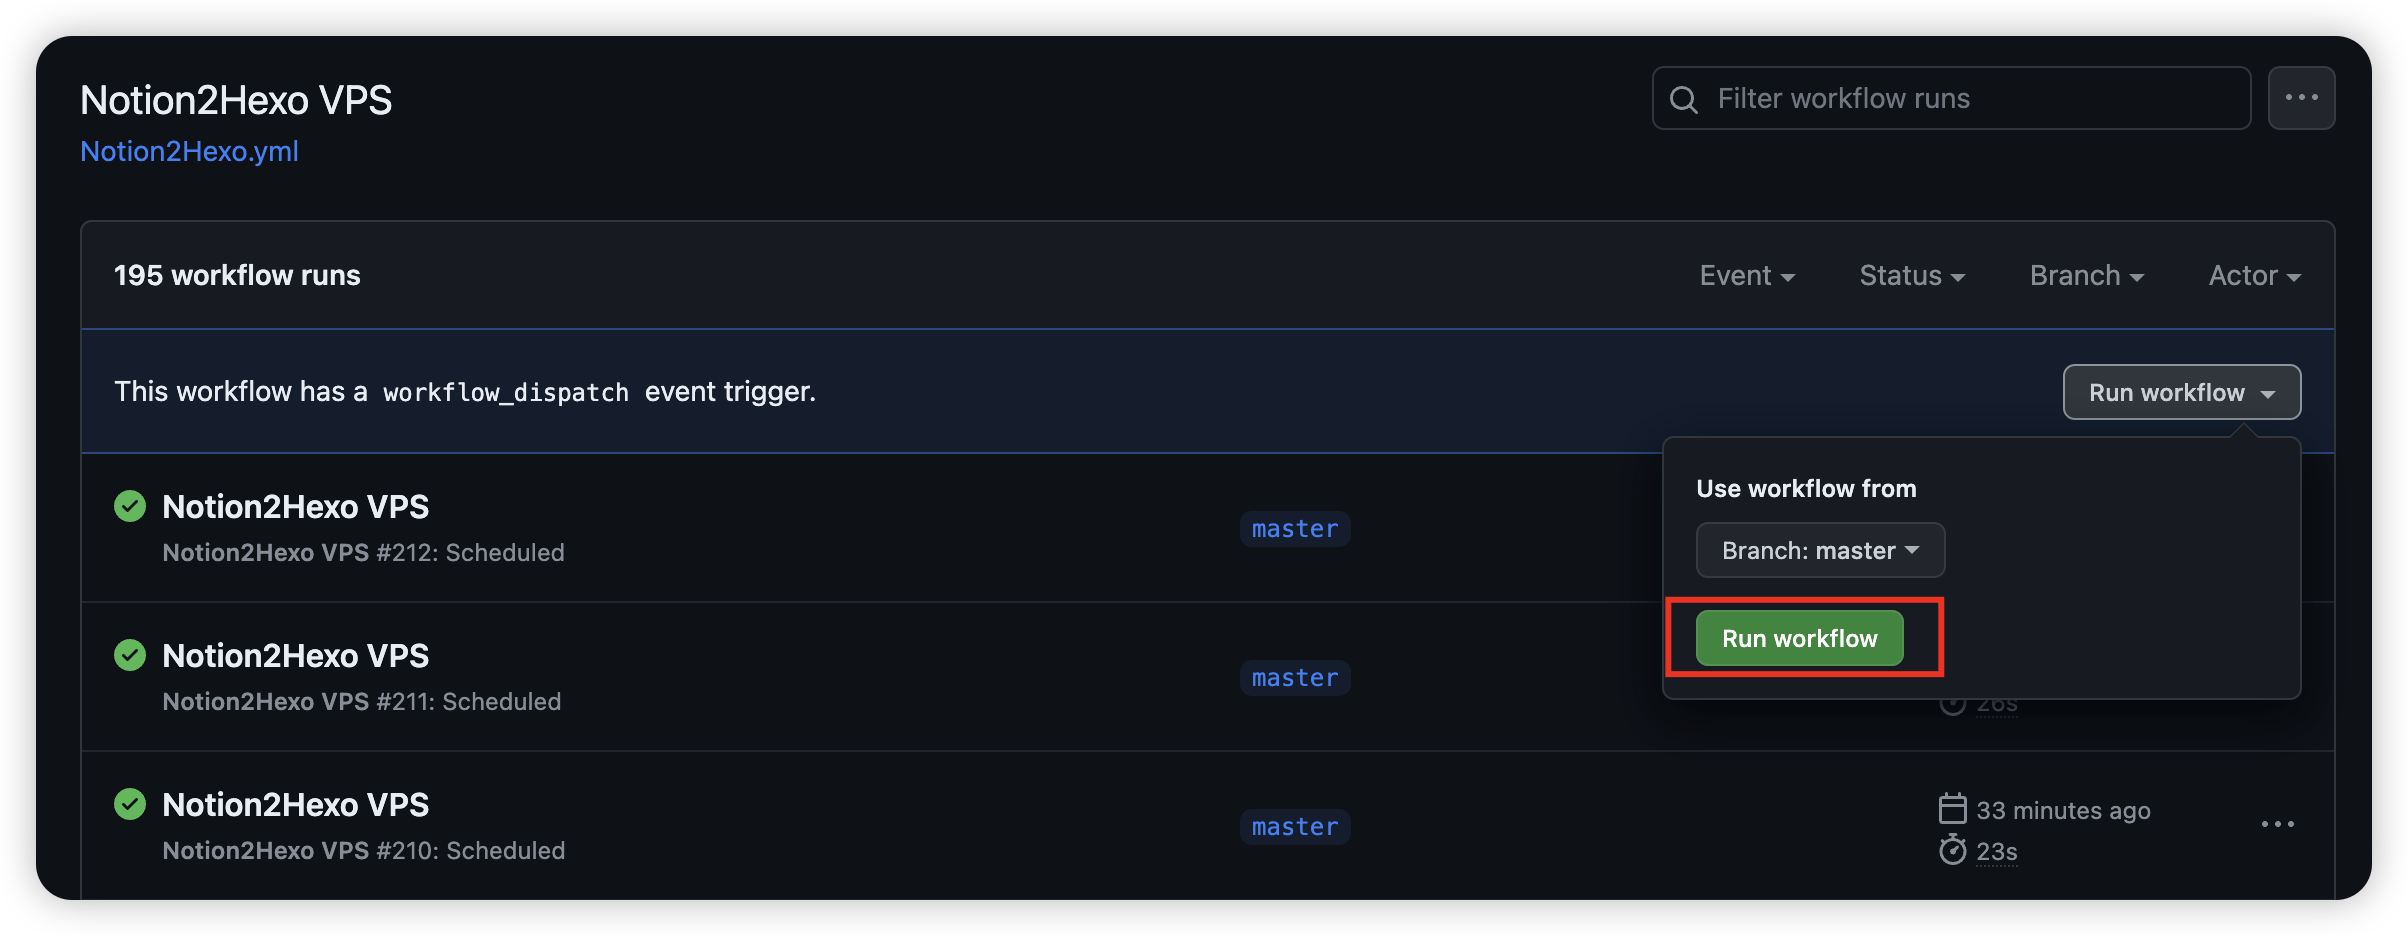 Notion2Hexo VPS
Filter workflow runs
Notion2Hexo.yml
195 workflow runs
Event
Status
Branch
Actor
This workflow has a workflow_dispatch event trigger.
Run workflow
Use workflow from
Branch: master
Run workflow
Notion2Hexo VPS
master
Notion2Hexo VPS #212: Scheduled
Notion2Hexo VPS
master
Notion2Hexo VPS #211: Scheduled
26s
Notion2Hexo VPS
33 minutes ago
master
Notion2Hexo VPS #210: Scheduled
23s